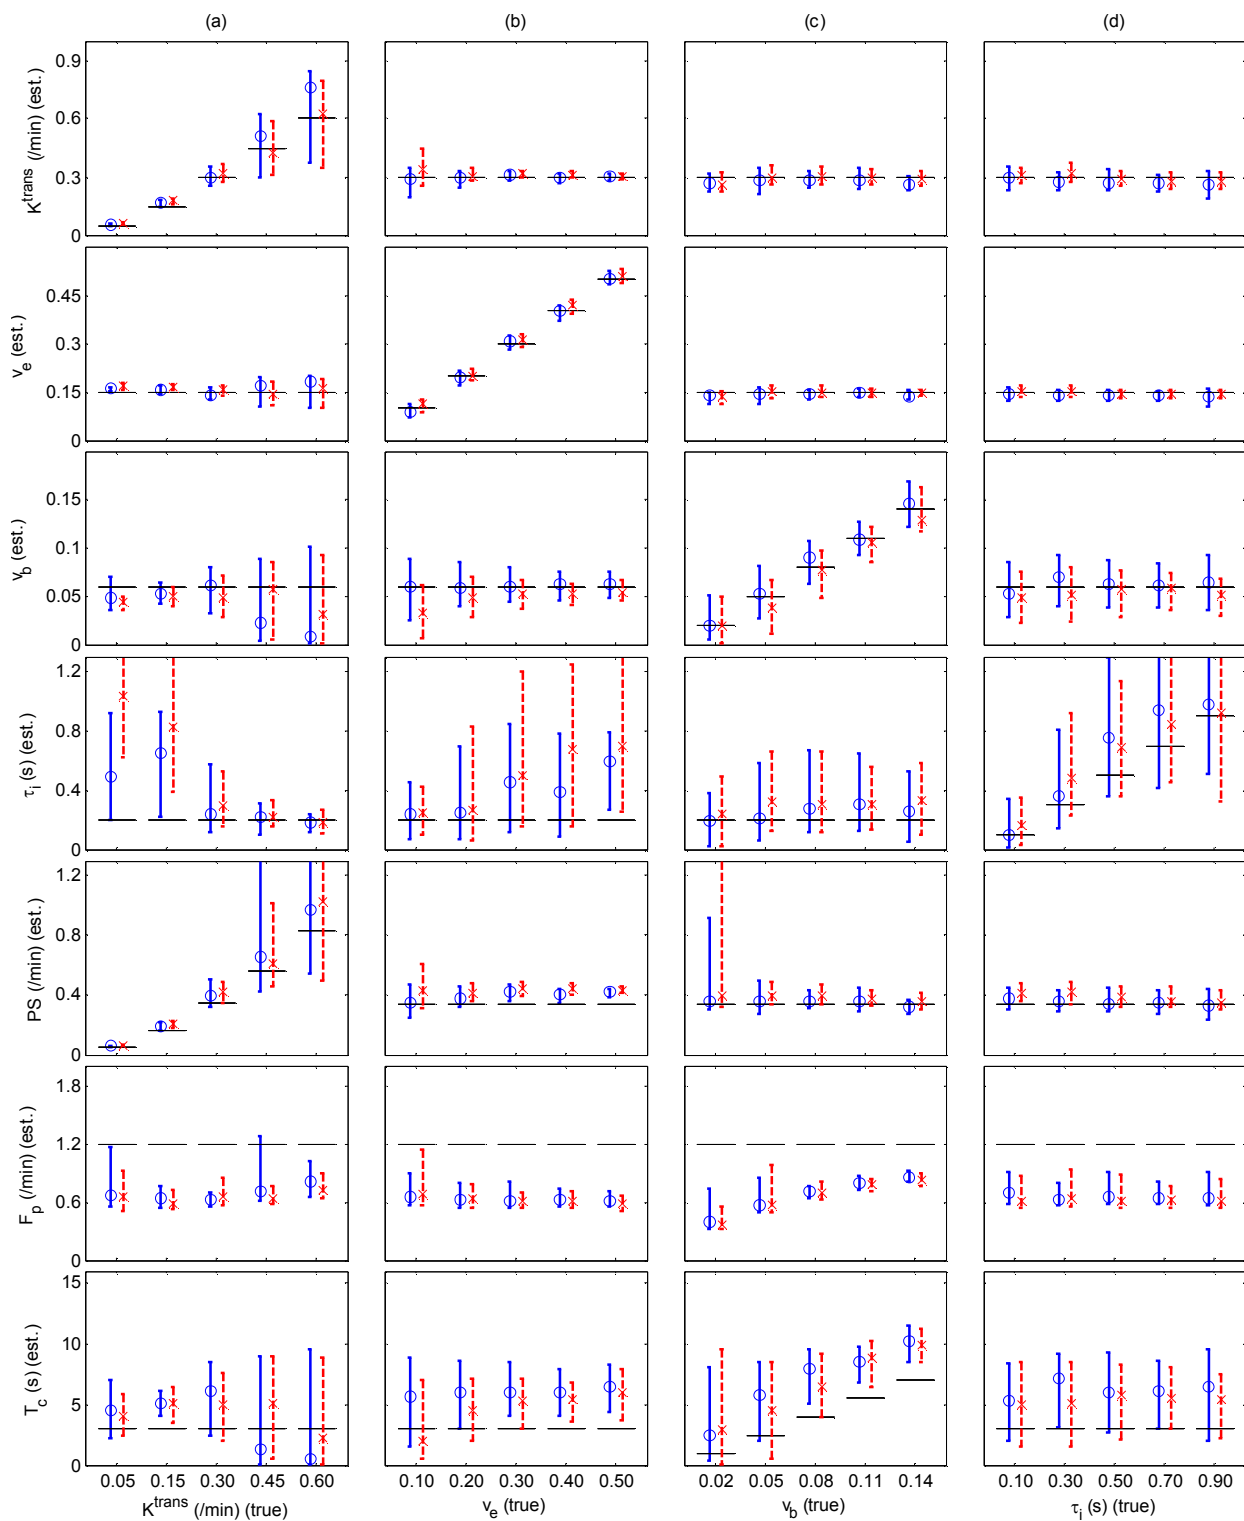 (a) (b) (c) (d)
K^trans (/min) (est.)
0.9
0.6
0.3
0
v_e (est.)
0.45
0.3
0.15
0
v_b (est.)
0.15
0.10
0.05
0
τ_i (s) (est.)
1.2
0.8
0.4
0
PS (/min) (est.)
1.2
0.8
0.4
0
F_p (/min) (est.)
1.8
1.2
0.6
0
T_c (s) (est.)
15
10
5
0
0.05 0.15 0.30 0.45 0.60 0.10 0.20 0.30 0.40 0.50 0.02 0.05 0.08 0.11 0.14 0.10 0.30 0.50 0.70 0.90
K^trans (/min) (true) v_e (true) v_b (true) τ_i (s) (true)